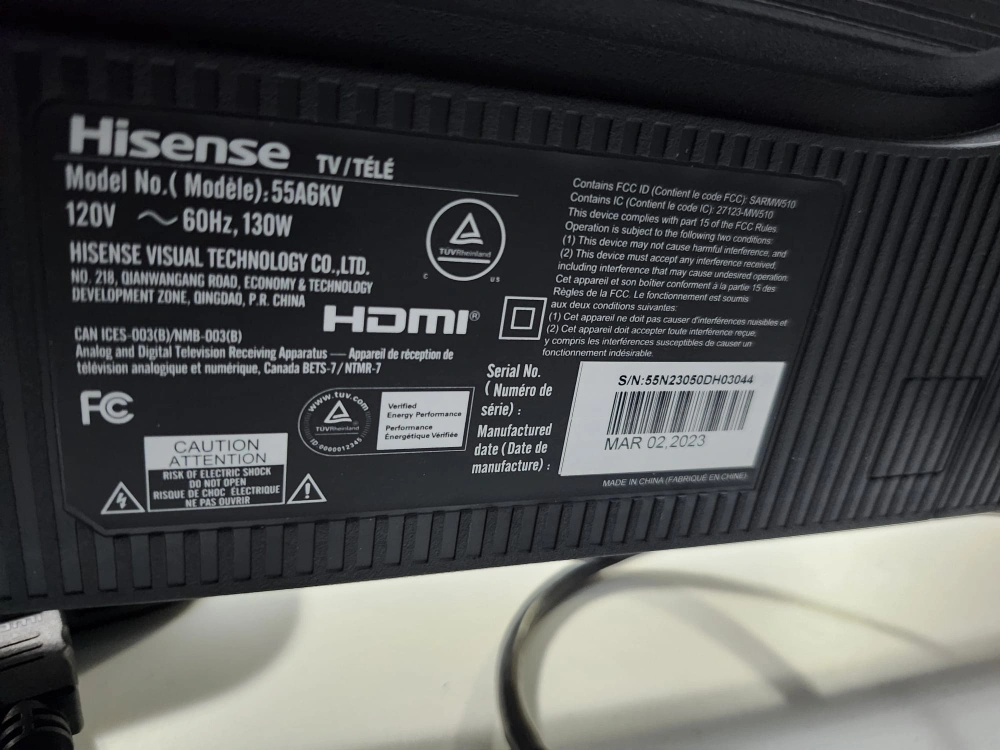 Hisense TV/TÉLÉ
Model No.( Modèle): 55A6KV
120V ～ 60Hz, 130W
HISENSE VISUAL TECHNOLOGY CO.,LTD.
NO. 218, QIANWANGANG ROAD, ECONOMY & TECHNOLOGY
DEVELOPMENT ZONE, QINGDAO, P.R. CHINA
TÜVRheinland
C US
HDMI®
CAN ICES-003(B)/NMB-003(B)
Analog and Digital Television Receiving Apparatus — Apareil de réception de
télévision analogique et numérique, Canada BETS-7/NTMR-7
FC
www.tuv.com
TÜVRheinland
ID:0000012345
Verified
Energy Performance
Performance
Énergétique Vérifiée
CAUTION
ATTENTION
RISK OF ELECTRIC SHOCK
DO NOT OPEN
RISQUE DE CHOC ÉLECTRIQUE
NE PAS OUVRIR
Contains FCC ID (Contient le code FCC): SARMW510
Contains IC (Contient le code IC): 27123-MW510
This device complies with part 15 of the FCC Rules.
Operation is subject to the following two conditions:
(1) This device may not cause harmful interference, and
(2) This device must accept any interference received,
including interference that may cause undesired operation.
Cet appareil et son boîtier conforment à la partie 15 des
Règles de la FCC. Le fonctionnement est soumis
aux deux conditions suivantes:
(1) Cet appareil ne doit pas causer d'interférences nuisibles et
(2) Cet appareil doit accepter toute interférence reçue,
y compris les interférences susceptibles de causer un
fonctionnement indésirable.
Serial No.
( Numéro de
série) :
Manufactured
date (Date de
manufacture) :
S/N:55N23050DH03044
MAR 02,2023
MADE IN CHINA (FABRIQUÉ EN CHINE)